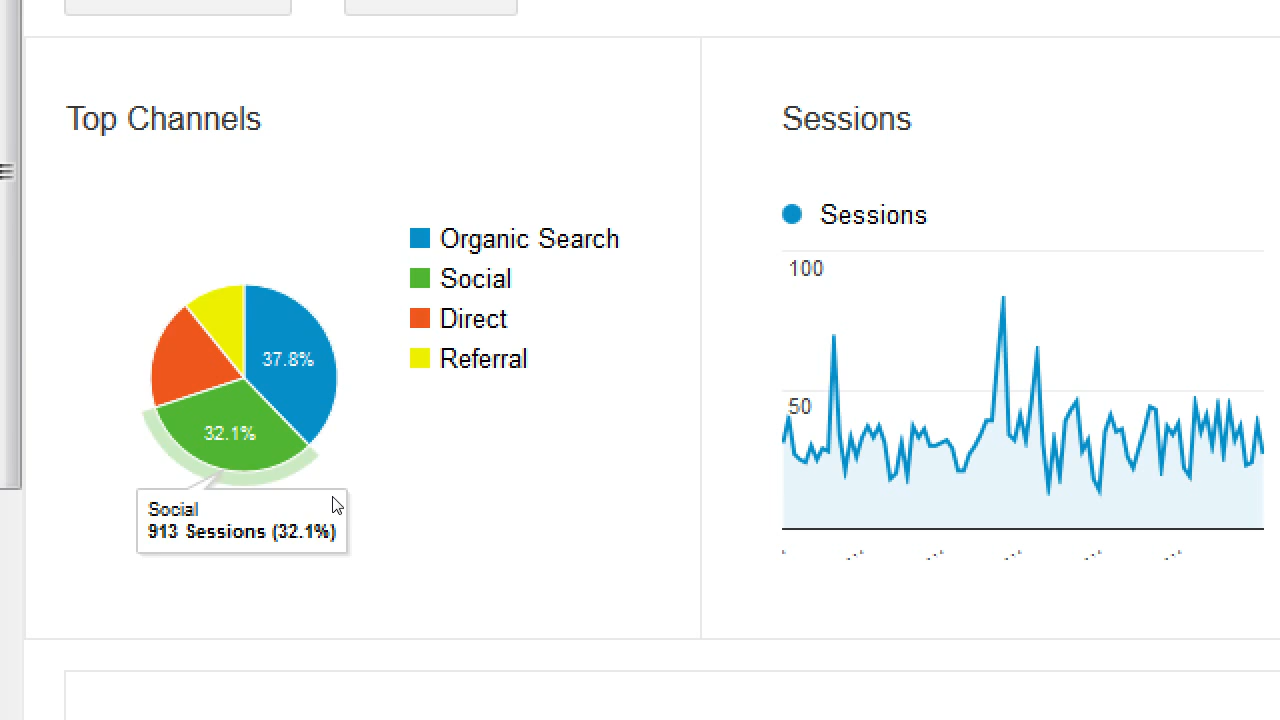 Top Channels
Organic Search
Social
Direct
Referral
37.8%
32.1%
Social
913 Sessions (32.1%)
Sessions
Sessions
100
50